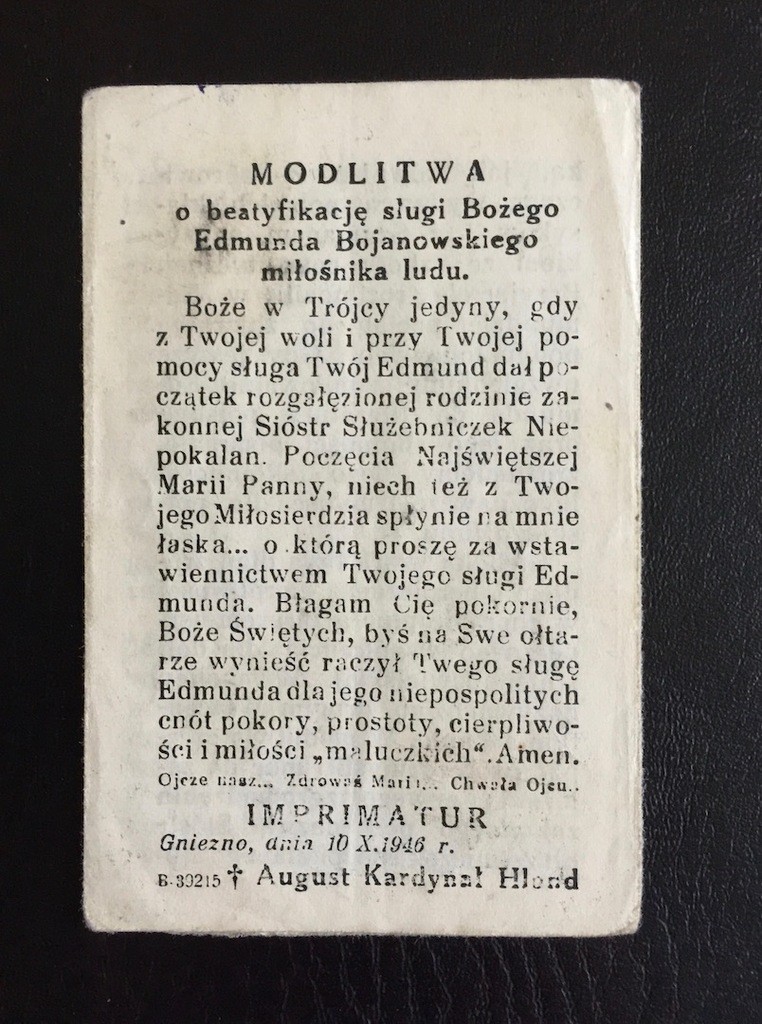 MODLITWA
o beatyfikację sługi Bożego
Edmunda Bojanowskiego
miłośnika ludu.
Boże w Trójcy jedyny, gdy
z Twojej woli i przy Twojej po-
mocy sługa Twój Edmund dał po-
czątek rozgałęzionej rodzinie za-
konnej Sióstr Służebniczek Nie-
pokalan. Poczęcia Najświętszej
Marii Panny, niech też z Two-
jego Miłosierdzia spłynie na mnie
łaska... o którą proszę za wsta-
wiennictwem Twojego sługi Ed-
munda. Błagam Cię pokornie,
Boże Świętych, byś na Swe ołta-
rze wynieść raczył Twego sługę
Edmunda dla jego niepospolitych
cnót pokory, prostoty, cierpliwo-
ści i miłości „maluczkich“. Amen.
Ojcze nasz... Zdrowaś Mario... Chwała Ojcu..
IMPRIMATUR
Gniezno, dnia 10 X.1946 r.
B-39215 † August Kardynał Hlond